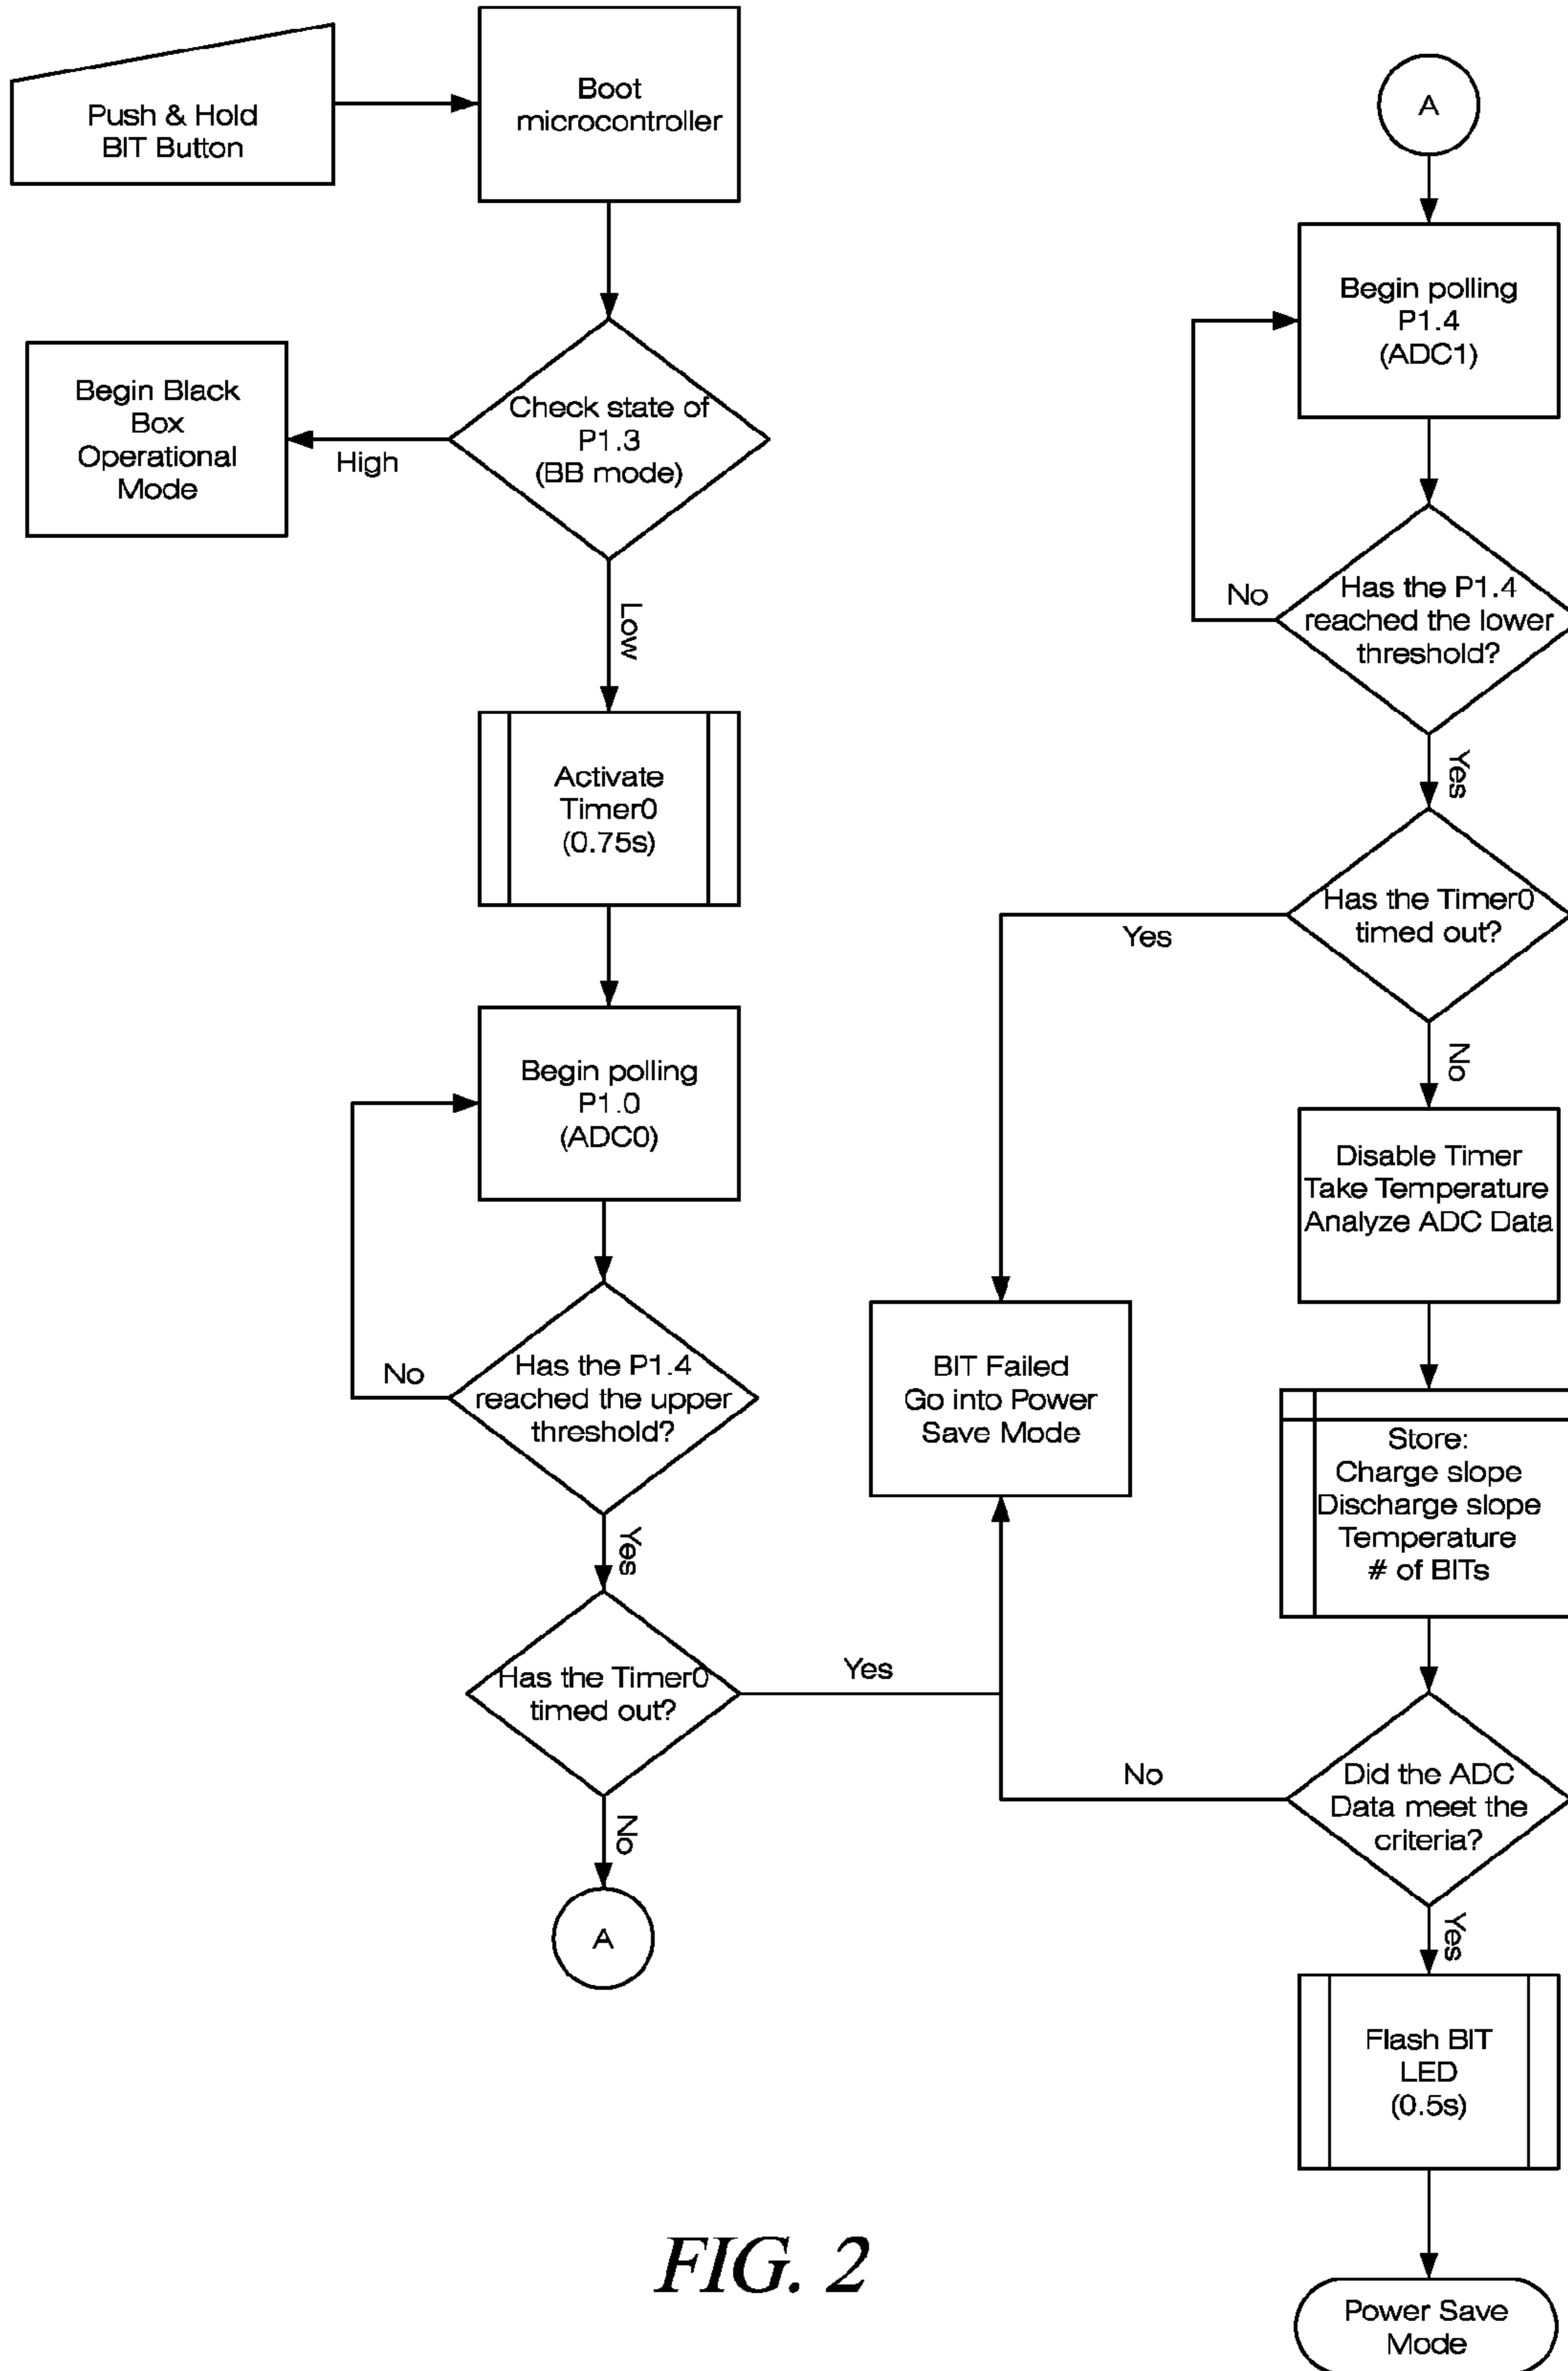 Push & Hold
BIT Button
Boot
microcontroller
Check state of
P1.3
(BB mode)
High
Begin Black
Box
Operational
Mode
Low
Activate
Timer0
(0.75s)
Begin polling
P1.0
(ADC0)
Has the P1.4
reached the upper
threshold?
No
Yes
Has the Timer0
timed out?
Yes
No
A
A
Begin polling
P1.4
(ADC1)
Has the P1.4
reached the lower
threshold?
No
Yes
Has the Timer0
timed out?
Yes
No
BIT Failed
Go into Power
Save Mode
Disable Timer
Take Temperature
Analyze ADC Data
Store:
Charge slope
Discharge slope
Temperature
# of BITs
Did the ADC
Data meet the
criteria?
No
Yes
Flash BIT
LED
(0.5s)
Power Save
Mode
FIG. 2